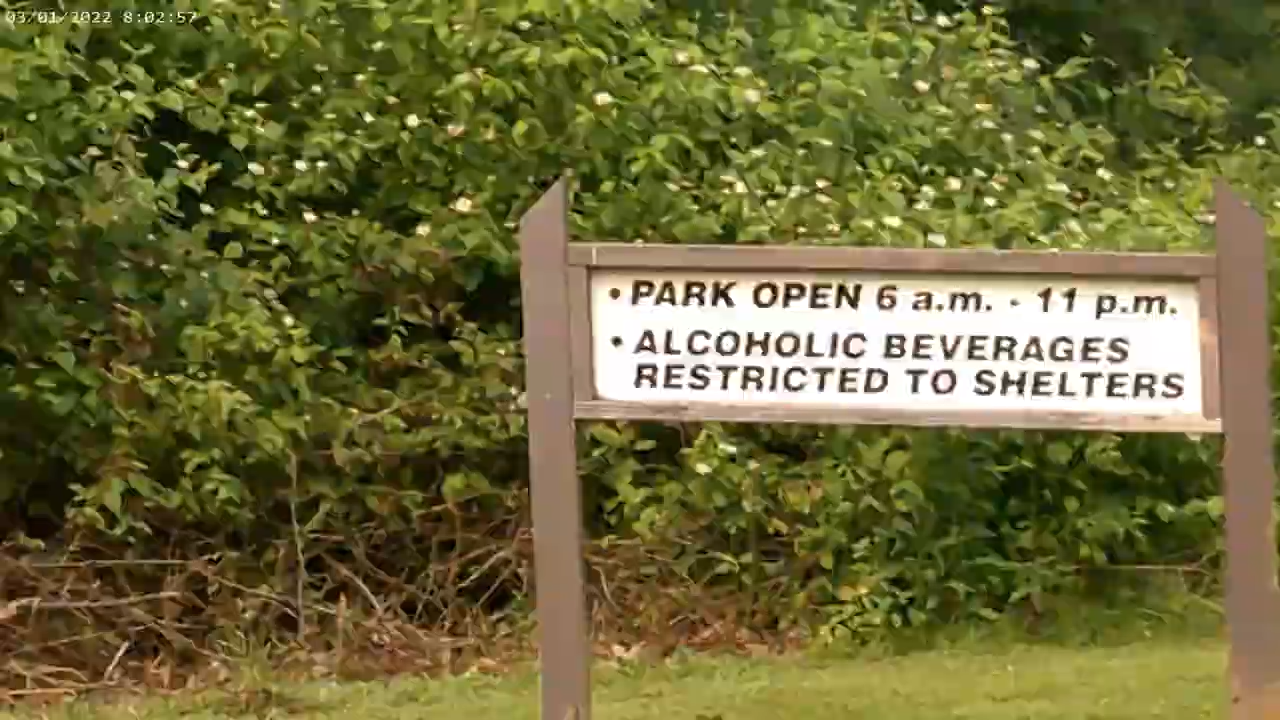 03/01/2022 8:02:57
• PARK OPEN 6 a.m. - 11 p.m.
• ALCOHOLIC BEVERAGES
RESTRICTED TO SHELTERS